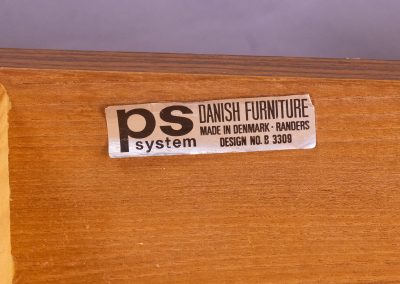 ps system
DANISH FURNITURE
MADE IN DENMARK · RANDERS
DESIGN NO. B 3309